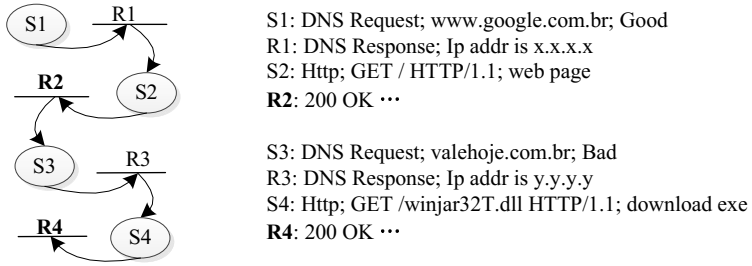 S1
R1
S2
R2
S3
R3
S4
R4
S1: DNS Request; www.google.com.br; Good
R1: DNS Response; Ip addr is x.x.x.x
S2: Http; GET / HTTP/1.1; web page
R2: 200 OK ···
S3: DNS Request; valehoje.com.br; Bad
R3: DNS Response; Ip addr is y.y.y.y
S4: Http; GET /winjar32T.dll HTTP/1.1; download exe
R4: 200 OK ···